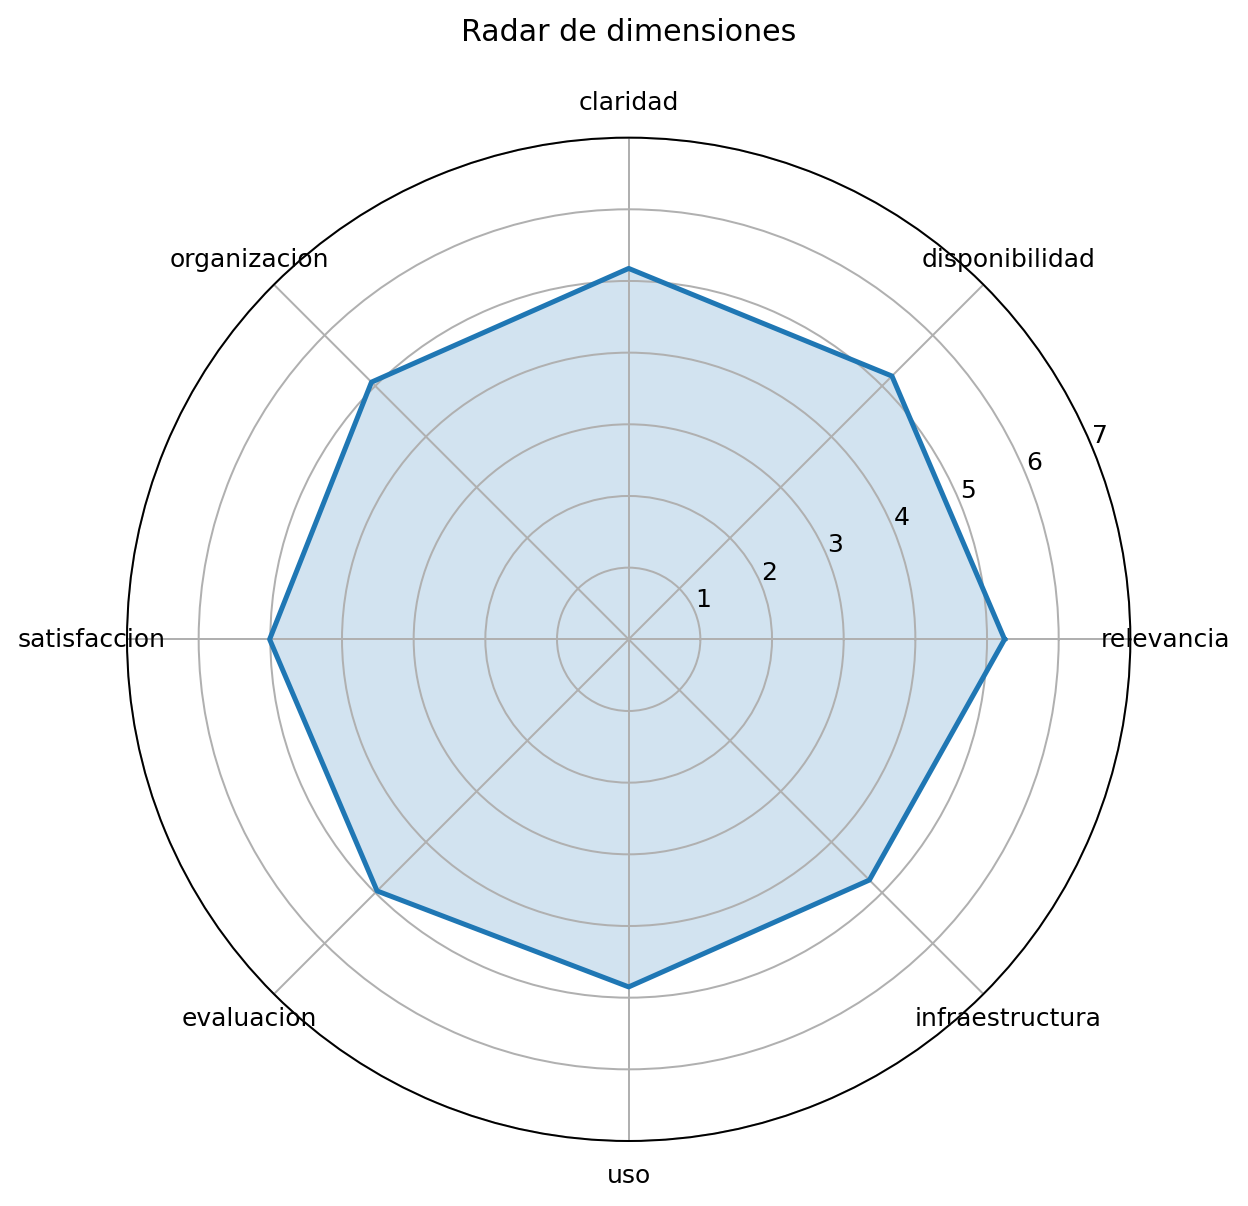 Radar de dimensiones
claridad
organizacion
disponibilidad
7
6
5
4
3
2
1
satisfaccion
relevancia
evaluacion
infraestructura
uso